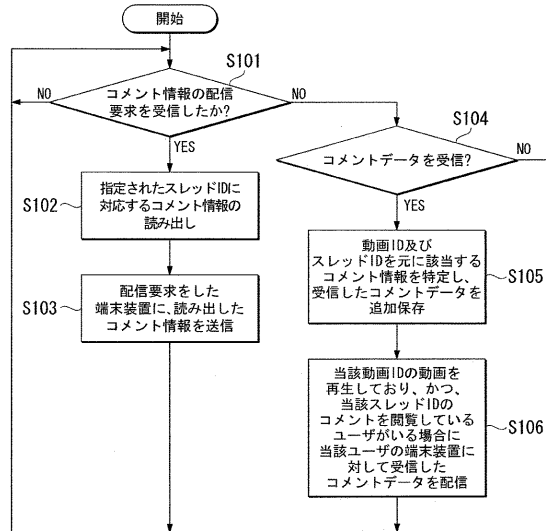 開始
S101
NO
コメント情報の配信
要求を受信したか?
NO
YES
S102
指定されたスレッドIDに
対応するコメント情報の
読み出し
S103
配信要求をした
端末装置に、読み出した
コメント情報を送信
S104
コメントデータを受信?
NO
YES
動画ID及び
スレッドIDを元に該当する
コメント情報を特定し、
受信したコメントデータを
追加保存
S105
当該動画IDの動画を
再生しており、かつ、
当該スレッドIDの
コメントを閲覧している
ユーザがいる場合に
当該ユーザの端末装置に
対して受信した
コメントデータを配信
S106